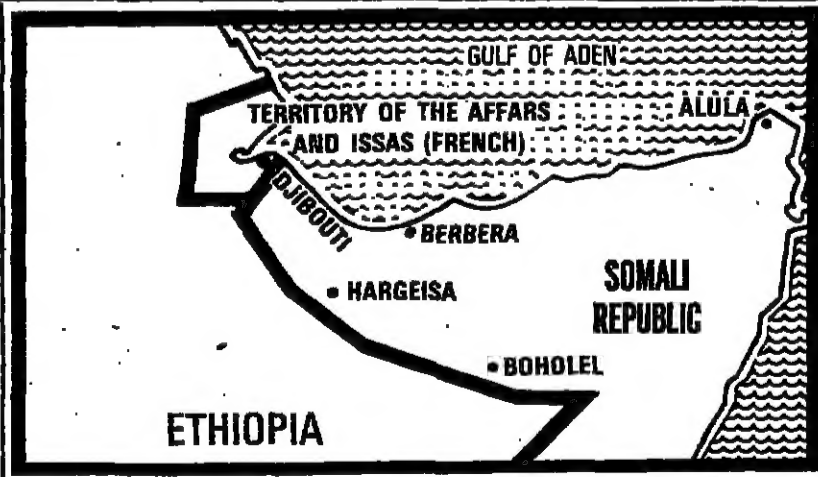 GULF OF ADEN
TERRITORY OF THE AFFARS
AND ISSAS (FRENCH)
ALULA
DJIBOUTI
BERBERA
HARGEISA
SOMALI
REPUBLIC
BOHOLEL
ETHIOPIA